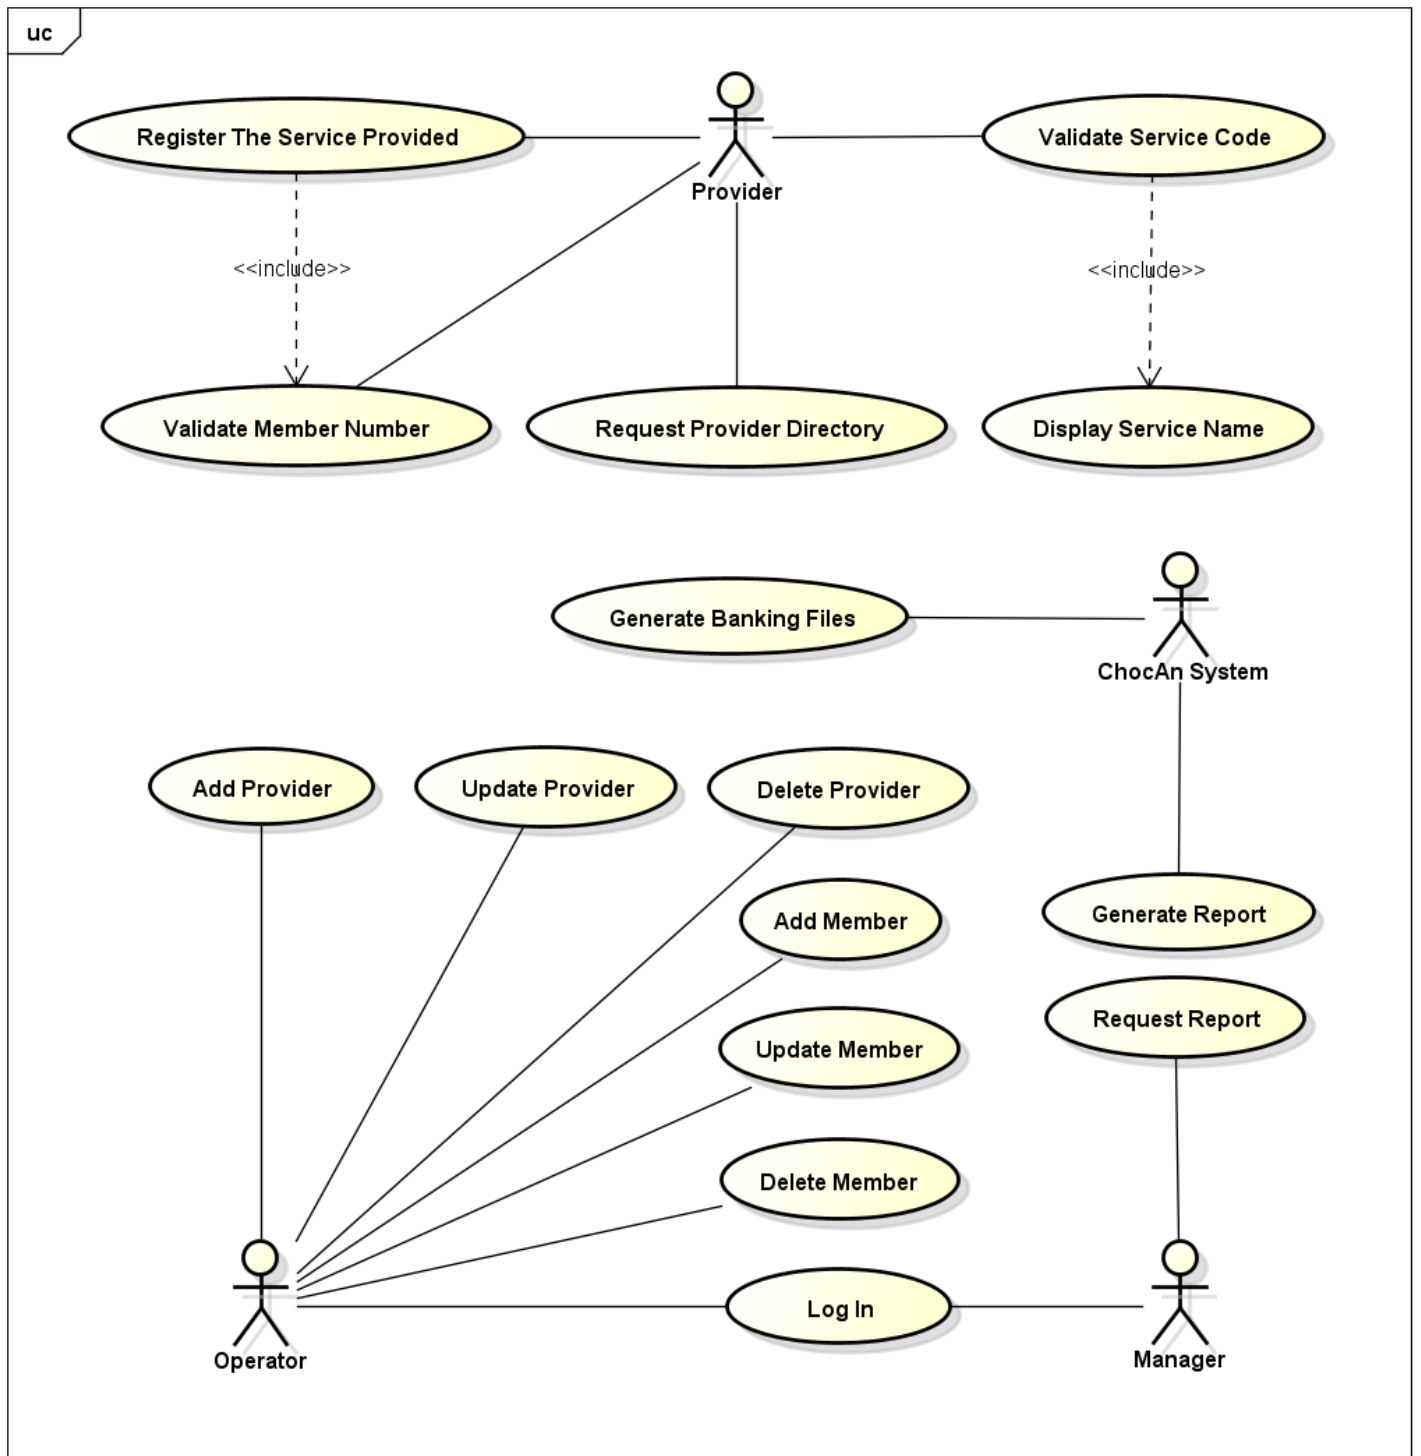 uc
Register The Service Provided
Validate Service Code
Provider
<<include>>
<<include>>
Validate Member Number
Request Provider Directory
Display Service Name
Generate Banking Files
ChocAn System
Add Provider
Update Provider
Delete Provider
Add Member
Generate Report
Request Report
Update Member
Delete Member
Log In
Operator
Manager